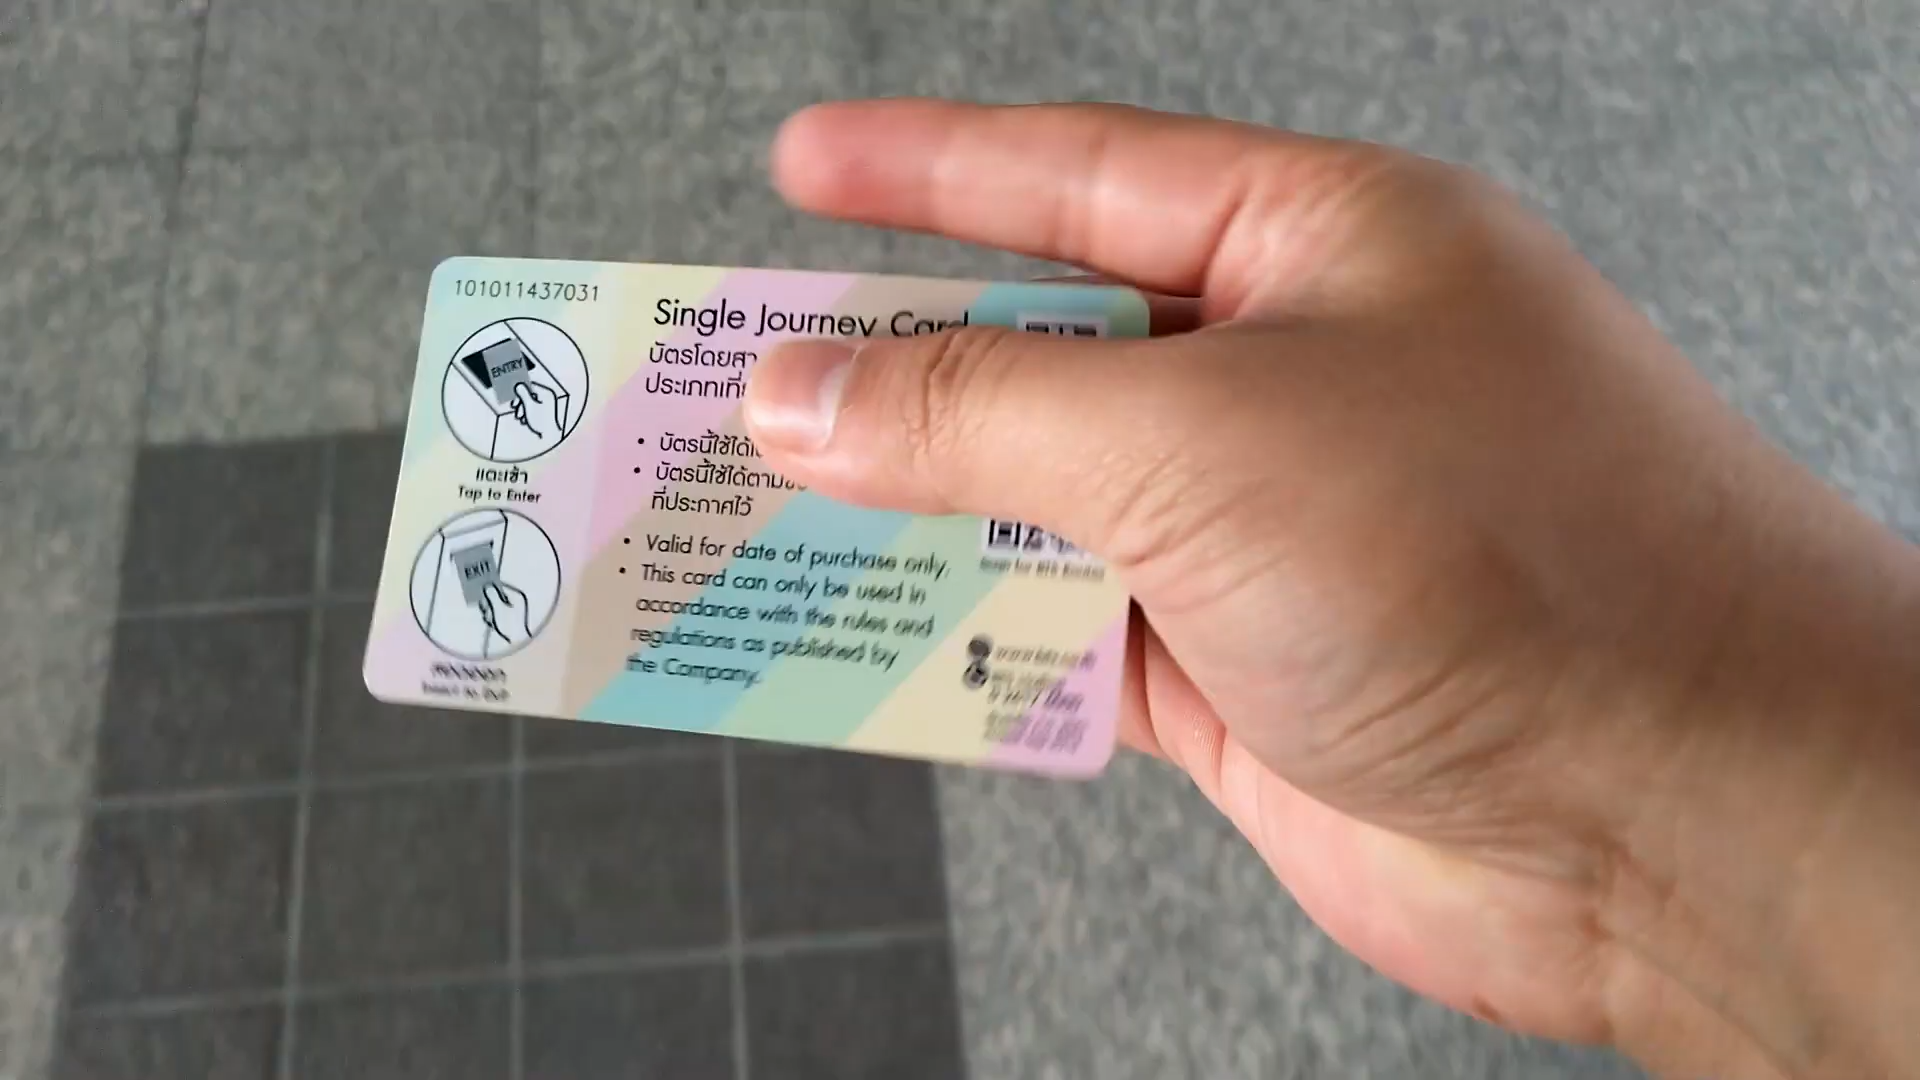 101011437031
ENTRY
แตะเข้า
Tap to Enter
EXIT
Single Journey Card
บัตรโดยสา
ประเภทเที่
• บัตรนี้ใช้ได้
• บัตรนี้ใช้ได้ตาม
ที่ประกาศไว้
• Valid for date of purchase only.
• This card can only be used in
accordance with the rules and
regulations as published by
the Company.